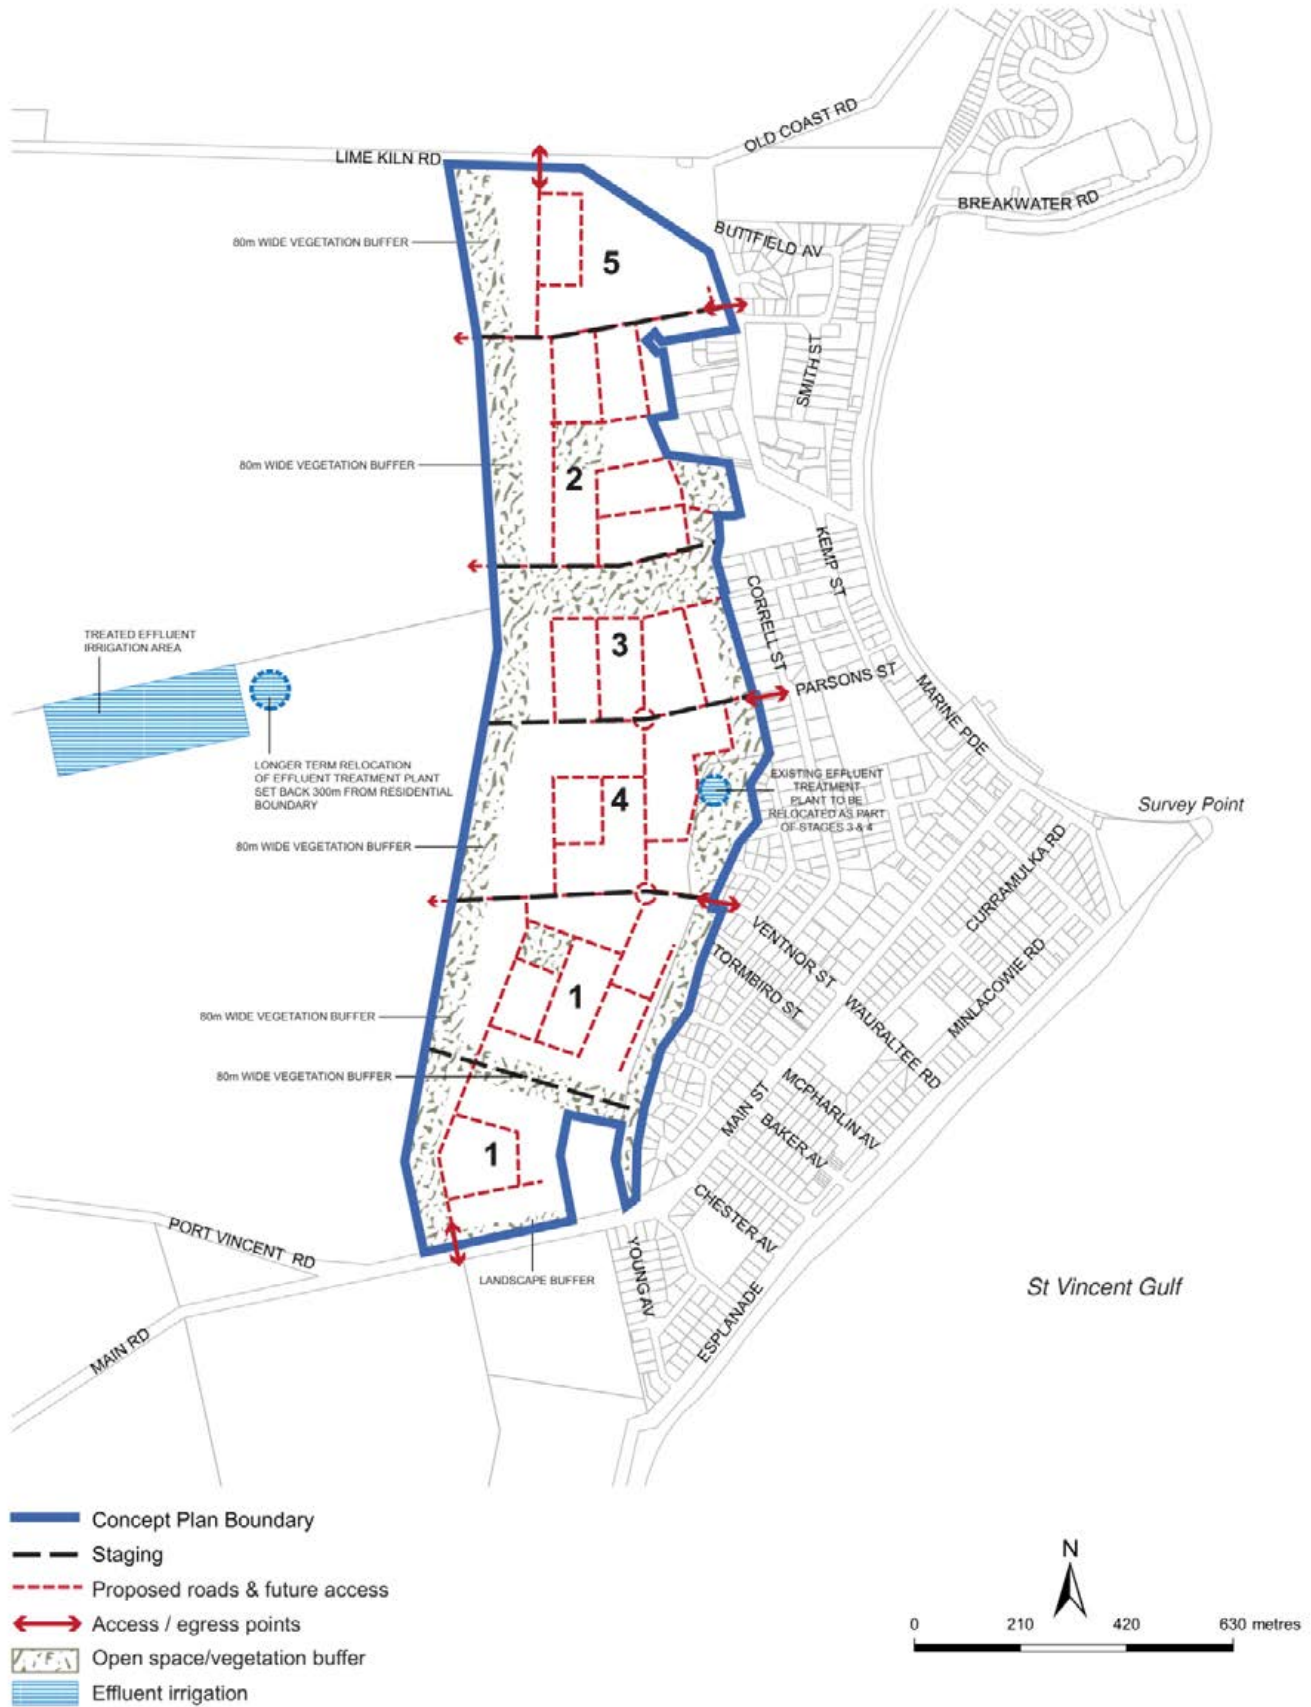 OLD COAST RD
LIME KILN RD
BREAKWATER RD
BUTTFIELD AV
80m WIDE VEGETATION BUFFER
5
SMITH ST
80m WIDE VEGETATION BUFFER
2
KEMP ST
CORRELL ST
TREATED EFFLUENT
IRRIGATION AREA
3
PARSONS ST
MARINE PDE
LONGER TERM RELOCATION
OF EFFLUENT TREATMENT PLANT
SET BACK 300m FROM RESIDENTIAL
BOUNDARY
4
EXISTING EFFLUENT
TREATMENT
PLANT TO BE
RELOCATED AS PART
OF STAGES 3 & 4
Survey Point
80m WIDE VEGETATION BUFFER
CURRAMULKA RD
VENTNOR ST
TORMBIRD ST
MINLACOWIE RD
1
WAURALTEE RD
80m WIDE VEGETATION BUFFER
80m WIDE VEGETATION BUFFER
MAIN ST
MCPHARLIN AV
BAKER AV
1
CHESTER AV
PORT VINCENT RD
YOUNG AV
LANDSCAPE BUFFER
St Vincent Gulf
ESPLANADE
MAIN RD
Concept Plan Boundary
Staging
Proposed roads & future access
Access / egress points
Open space/vegetation buffer
Effluent irrigation
N
0 210 420 630 metres